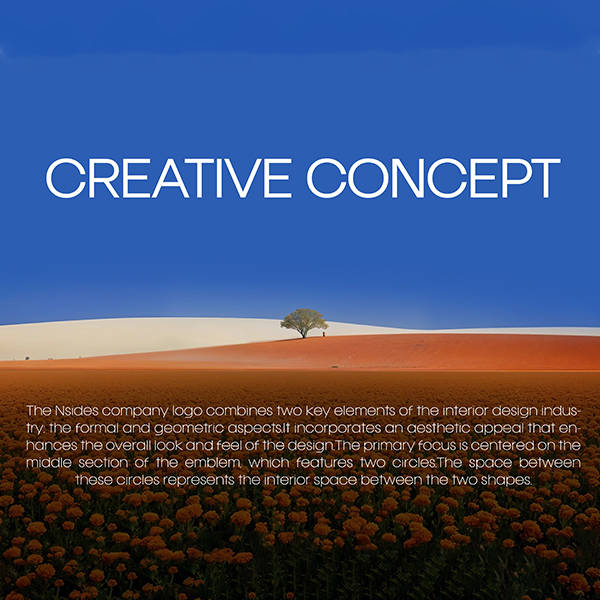 CREATIVE CONCEPT
The Nsides company logo combines two key elements of the interior design indus-
try: the formal and geometric aspects.It incorporates an aesthetic appeal that en-
hances the overall look and feel of the design.The primary focus is centered on the
middle section of the emblem, which features two circles.The space between
these circles represents the interior space between the two shapes.